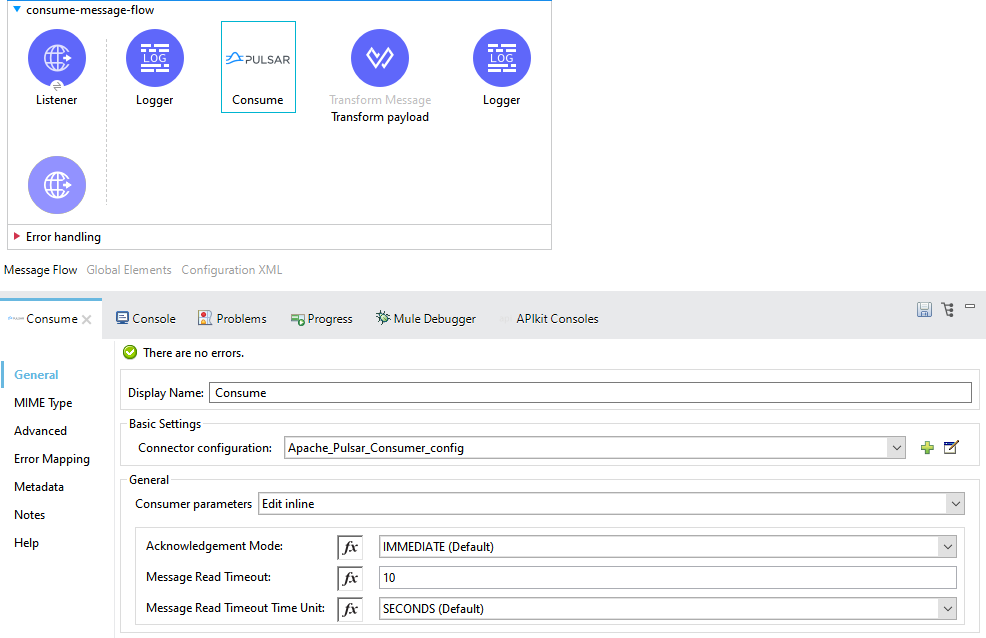 consume-message-flow
LOG
PULSAR
LOG
Listener
Logger
Consume
Transform Message
Transform payload
Logger
Error handling
Message Flow Global Elements Configuration XML
Consume Console Problems Progress Mule Debugger APIkit Consoles
There are no errors.
General
Display Name: Consume
MIME Type
Basic Settings
Advanced
Connector configuration: Apache_Pulsar_Consumer_config
Error Mapping
General
Metadata
Consumer parameters Edit inline
Notes
Help
Acknowledgement Mode: fx IMMEDIATE (Default)
Message Read Timeout: fx 10
Message Read Timeout Time Unit: fx SECONDS (Default)